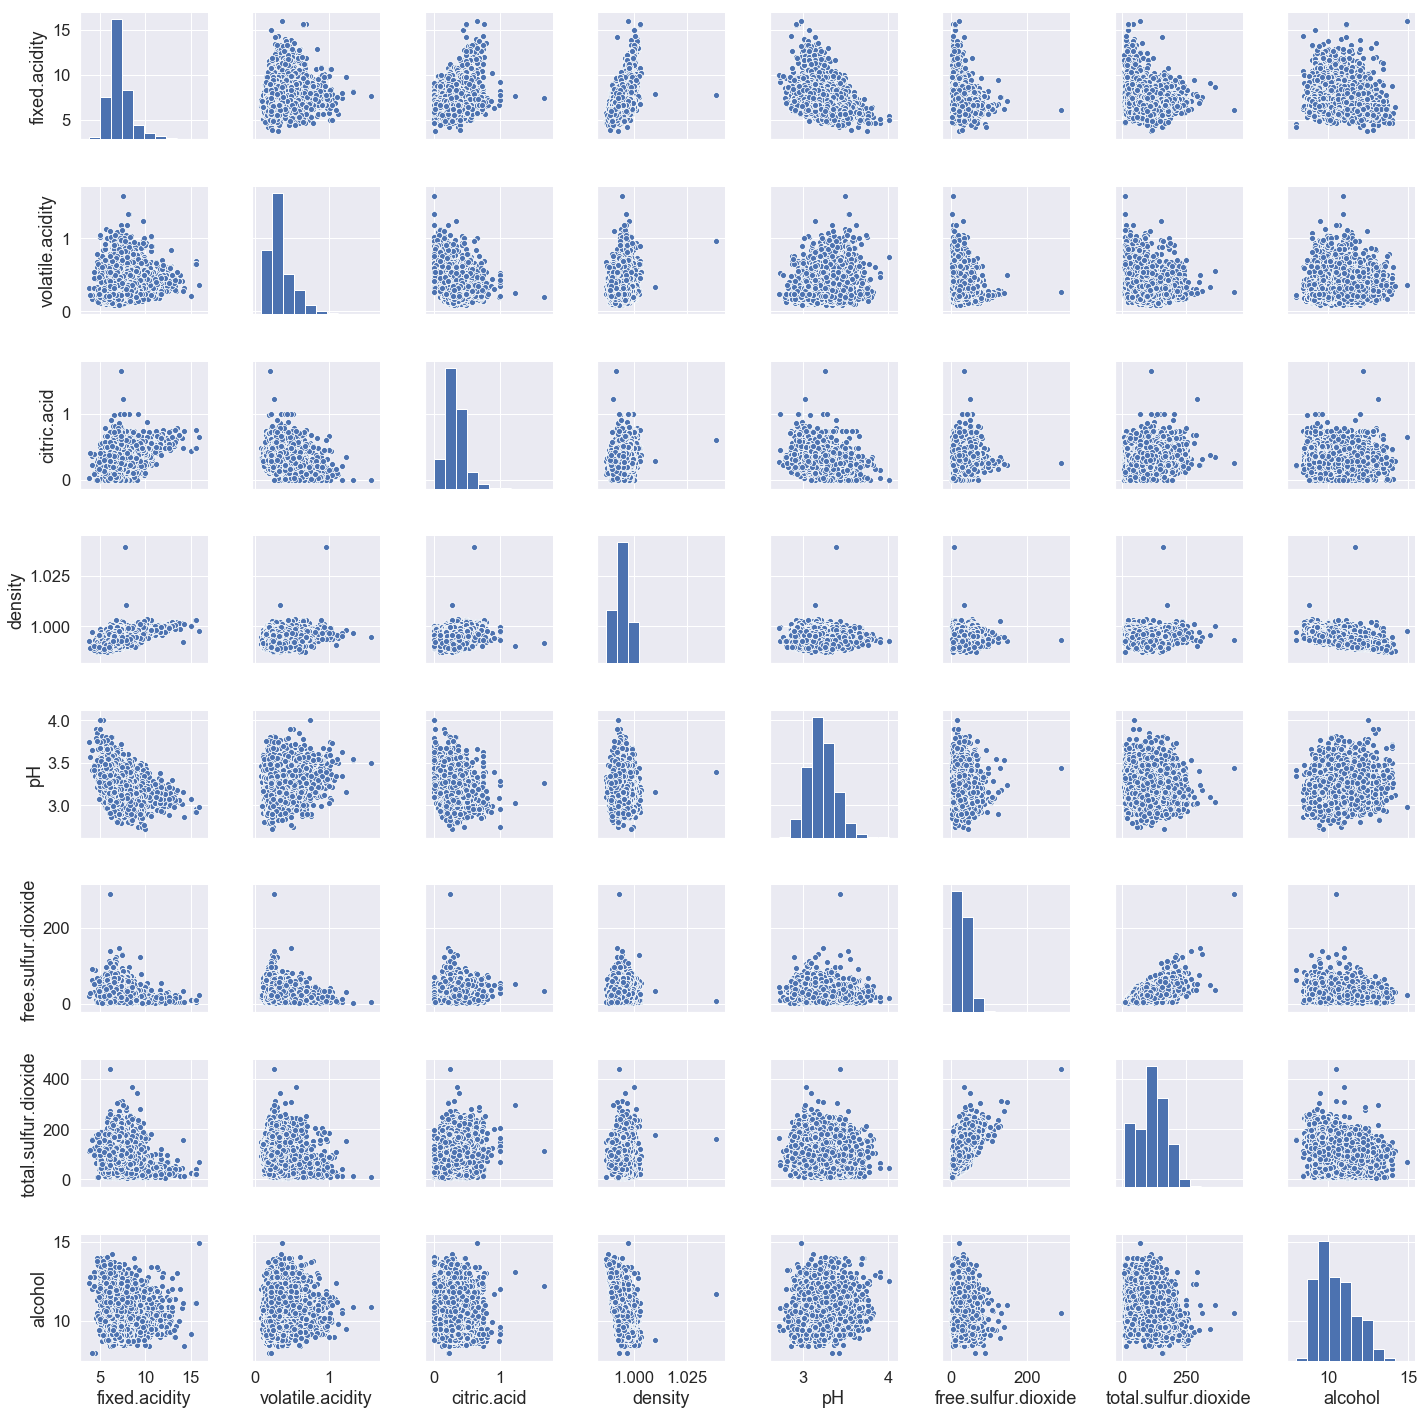 fixed.acidity
15
10
5
volatile.acidity
1
0
citric.acid
1
0
density
1.025
1.000
pH
4.0
3.5
3.0
free.sulfur.dioxide
200
0
total.sulfur.dioxide
400
200
0
alcohol
15
10
5 10 15 0 1 0 1 1.000 1.025 3 4 0 200 0 250 10 15
fixed.acidity volatile.acidity citric.acid density pH free.sulfur.dioxide total.sulfur.dioxide alcohol